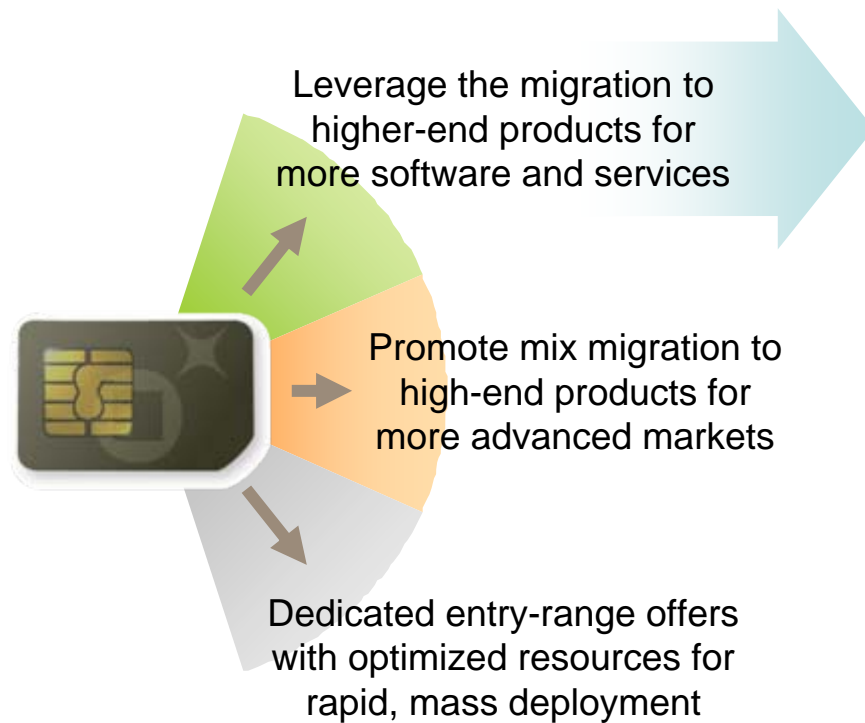 Leverage the migration to
higher-end products for
more software and services
Promote mix migration to
high-end products for
more advanced markets
Dedicated entry-range offers
with optimized resources for
rapid, mass deployment